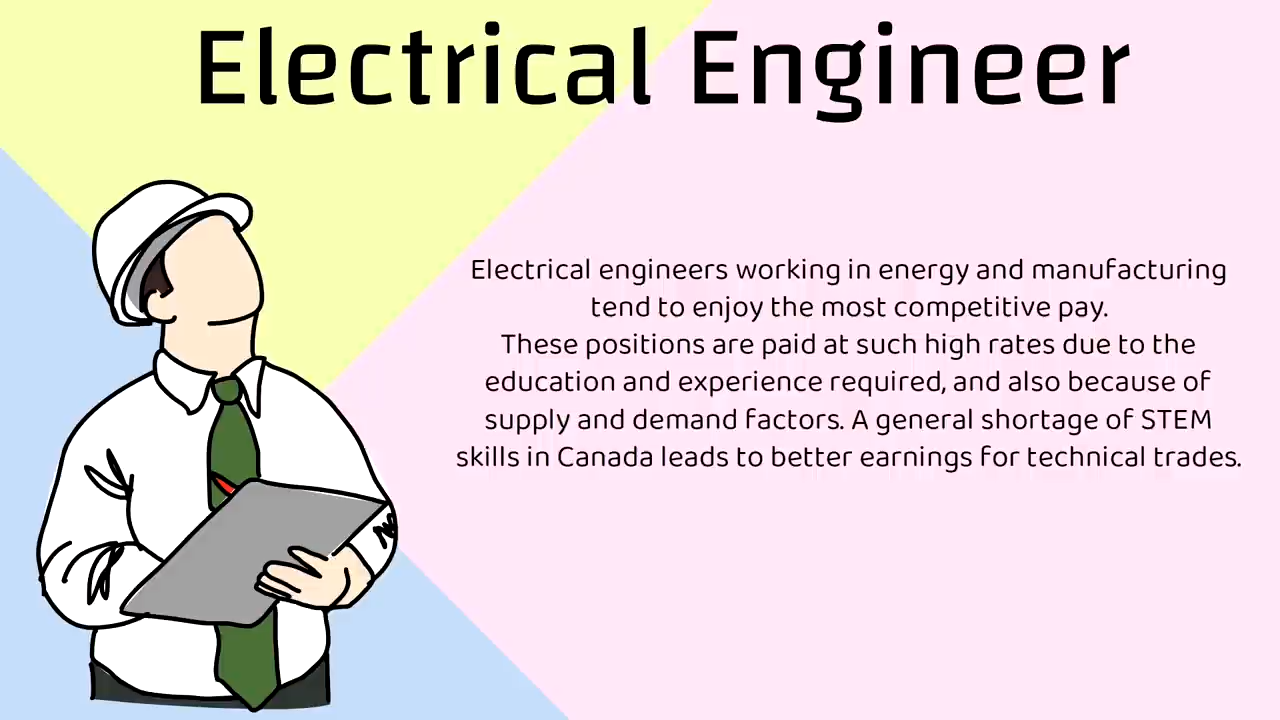 Electrical Engineer
Electrical engineers working in energy and manufacturing
tend to enjoy the most competitive pay.
These positions are paid at such high rates due to the
education and experience required, and also because of
supply and demand factors. A general shortage of STEM
skills in Canada leads to better earnings for technical trades.